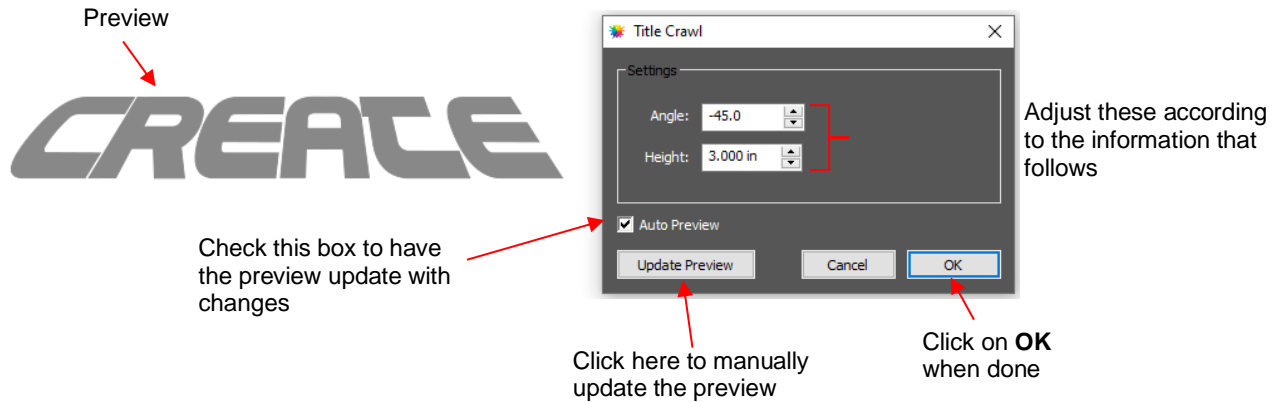 Preview
CREATE
Title Crawl
Settings
Angle: -45.0
Height: 3.000 in
Adjust these according
to the information that
follows
Auto Preview
Update Preview Cancel OK
Check this box to have
the preview update with
changes
Click here to manually
update the preview
Click on OK
when done